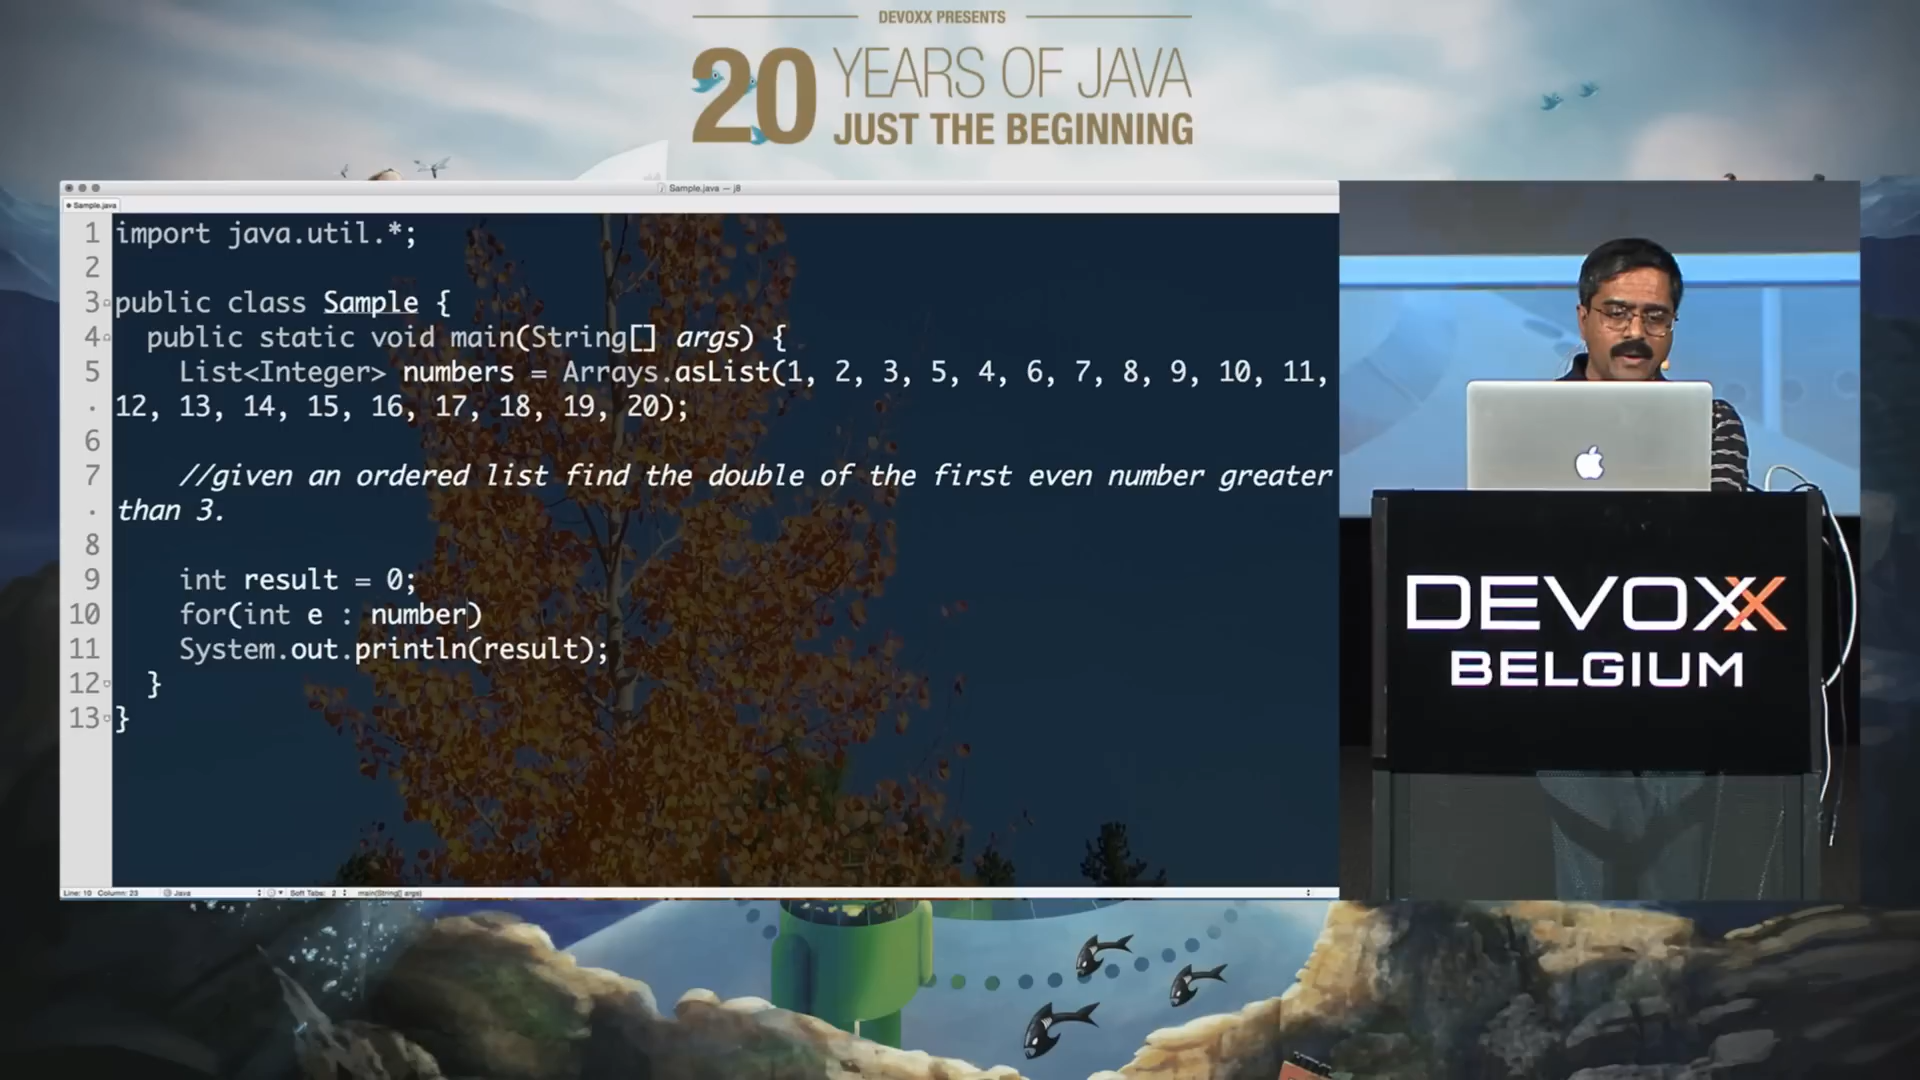 DEVOXX PRESENTS
20 YEARS OF JAVA
JUST THE BEGINNING
Sample.java — j8
Sample.java
1 import java.util.*;
2
3 public class Sample {
4 public static void main(String[] args) {
5 List<Integer> numbers = Arrays.asList(1, 2, 3, 5, 4, 6, 7, 8, 9, 10, 11,
12, 13, 14, 15, 16, 17, 18, 19, 20);
6
7 //given an ordered list find the double of the first even number greater
than 3.
8
9 int result = 0;
10 for(int e : number)
11 System.out.println(result);
12 }
13 }
Line: 10 Column: 23 Java Soft Tabs: 2 main(String[] args)
DEVOXX
BELGIUM